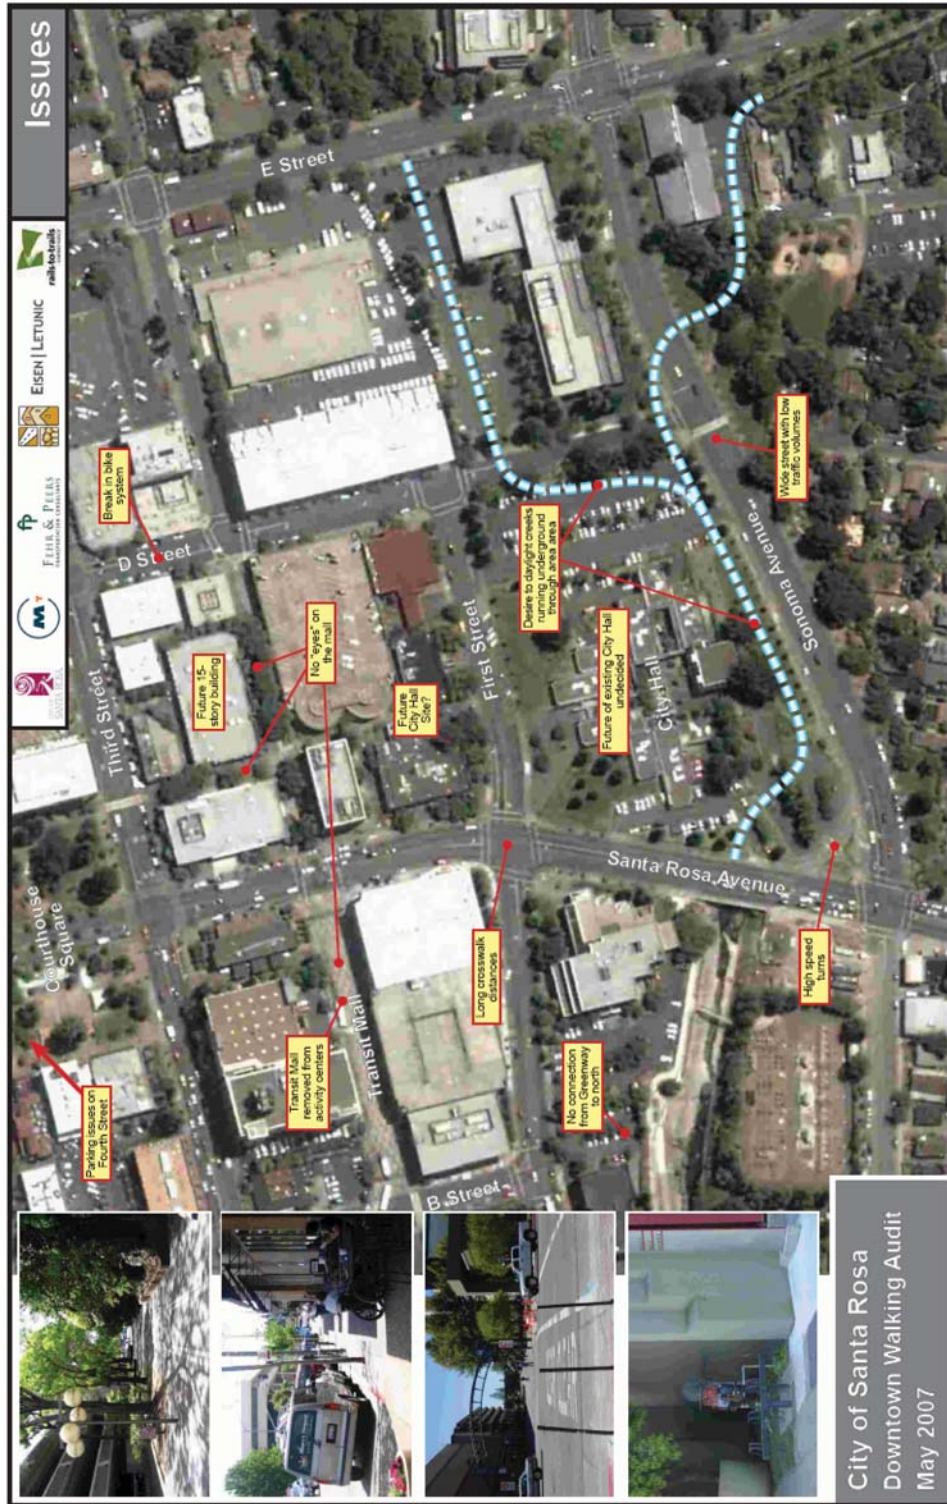 Issues
FEHR & PEERS
TRANSPORTATION CONSULTANTS
EISEN | LETUNIC
rails-to-trails
conservancy
Courthouse
Square
Third Street
D Street
E Street
Parking issues on
Fourth Street
Break in bike
system
Future 15-
story building
No "eyes" on
the mall
Transit Mall
removed from
activity centers
Transit Mall
Future
City Hall
Site?
First Street
B Street
Long crosswalk
distances
Desire to daylight creeks
running underground
through area area
Future of existing City Hall
undecided
City Hall
Santa Rosa Avenue
No connection
from Greenway
to north
High speed
turns
Sonoma Avenue
Wide street with low
traffic volumes
City of Santa Rosa
Downtown Walking Audit
May 2007